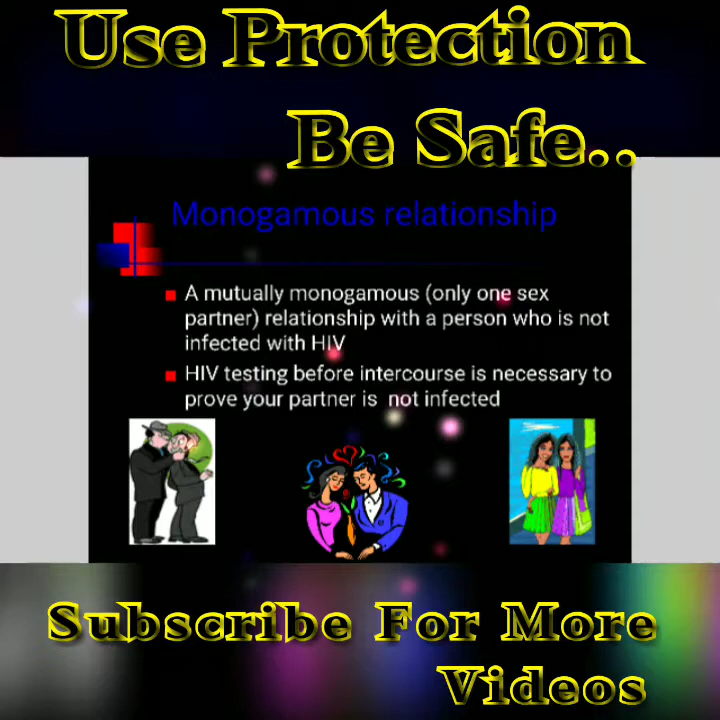 Use Protection
Be Safe..
Monogamous relationship
A mutually monogamous (only one sex
partner) relationship with a person who is not
infected with HIV
HIV testing before intercourse is necessary to
prove your partner is not infected
Subscribe For More
Videos